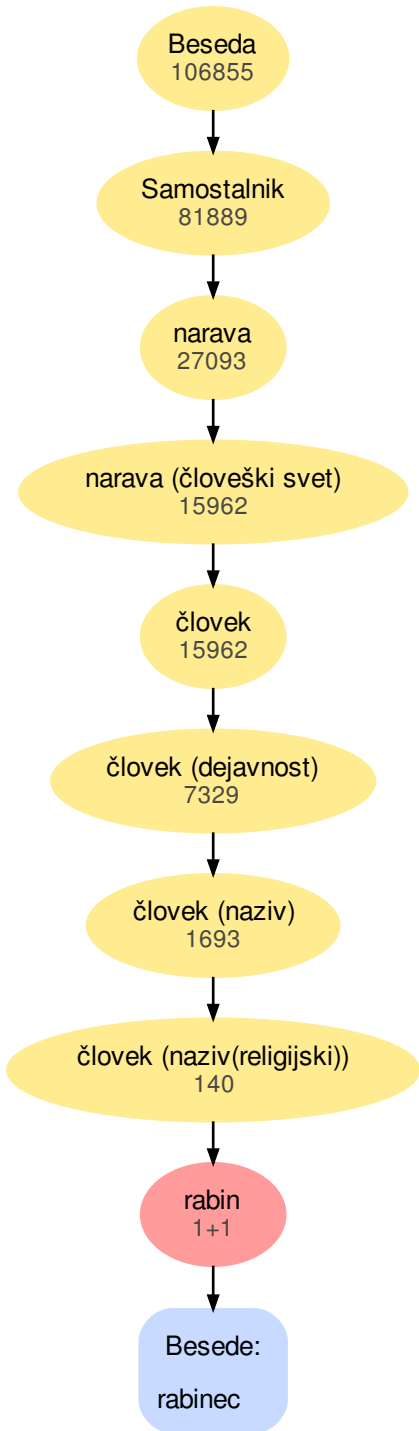 Beseda
106855
Samostalnik
81889
narava
27093
narava (človeški svet)
15962
človek
15962
človek (dejavnost)
7329
človek (naziv)
1693
človek (naziv(religijski))
140
rabin
1+1
Besede:
rabinec